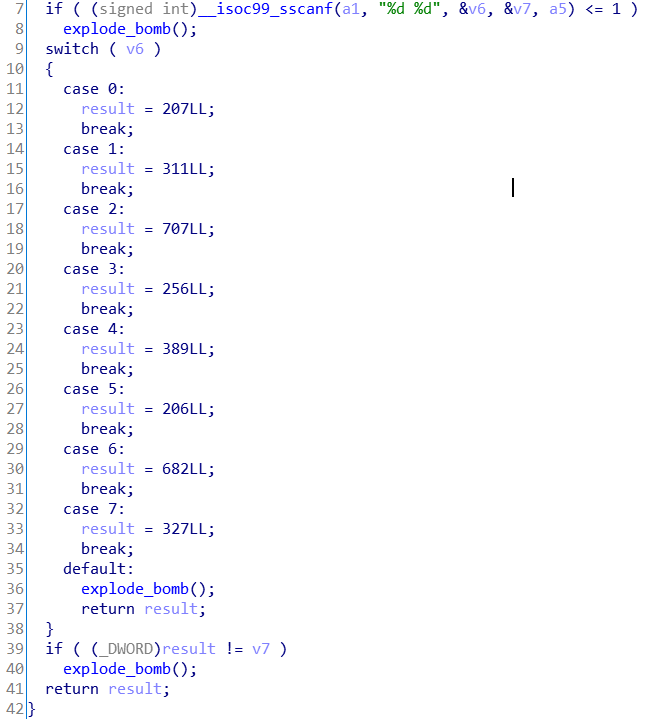 7 if ( (signed int)__isoc99_sscanf(a1, "%d %d", &v6, &v7, a5) <= 1 )
8 explode_bomb();
9 switch ( v6 )
10 {
11 case 0:
12 result = 207LL;
13 break;
14 case 1:
15 result = 311LL;
16 break;
17 case 2:
18 result = 707LL;
19 break;
20 case 3:
21 result = 256LL;
22 break;
23 case 4:
24 result = 389LL;
25 break;
26 case 5:
27 result = 206LL;
28 break;
29 case 6:
30 result = 682LL;
31 break;
32 case 7:
33 result = 327LL;
34 break;
35 default:
36 explode_bomb();
37 return result;
38 }
39 if ( (_DWORD)result != v7 )
40 explode_bomb();
41 return result;
42 }